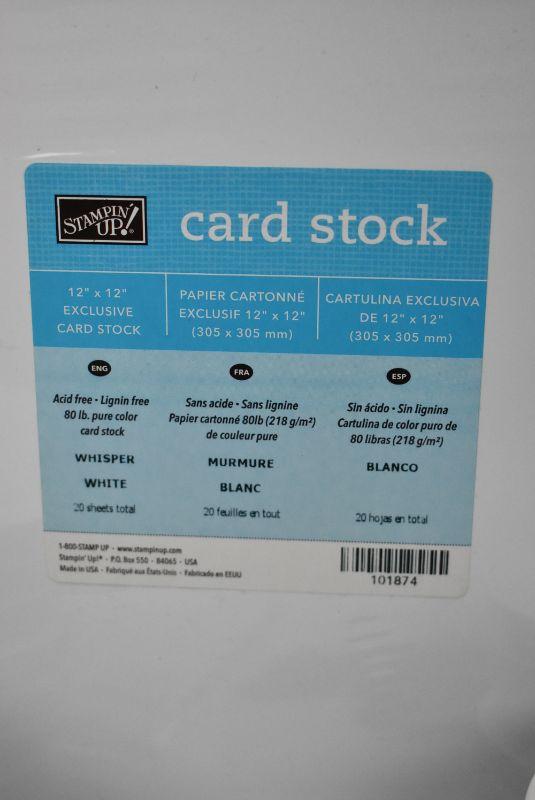 STAMPIN' UP!®
card stock
12" x 12"
EXCLUSIVE
CARD STOCK
PAPIER CARTONNÉ
EXCLUSIF 12" x 12"
(305 x 305 mm)
CARTULINA EXCLUSIVA
DE 12" x 12"
(305 x 305 mm)
ENG
Acid free • Lignin free
80 lb. pure color
card stock
WHISPER
WHITE
20 sheets total
FRA
Sans acide • Sans lignine
Papier cartonné 80lb (218 g/m²)
de couleur pure
MURMURE
BLANC
20 feuilles en tout
ESP
Sin ácido • Sin lignina
Cartulina de color puro de
80 libras (218 g/m²)
BLANCO
20 hojas en total
1-800-STAMP UP • www.stampinup.com
Stampin' Up!® • P.O. Box 550 • 84065 • USA
Made in USA • Fabriqué aux États-Unis • Fabricado en EEUU
101874